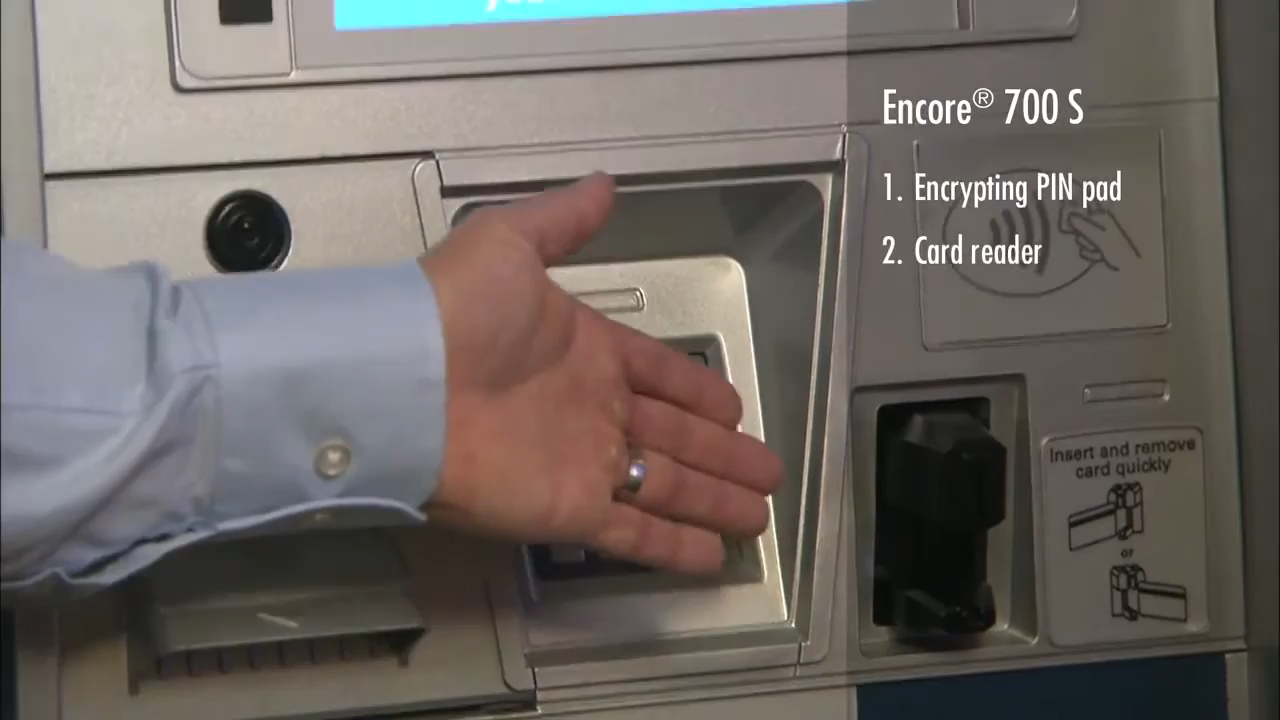 Encore® 700 S
1. Encrypting PIN pad
2. Card reader
Insert and remove
card quickly
or